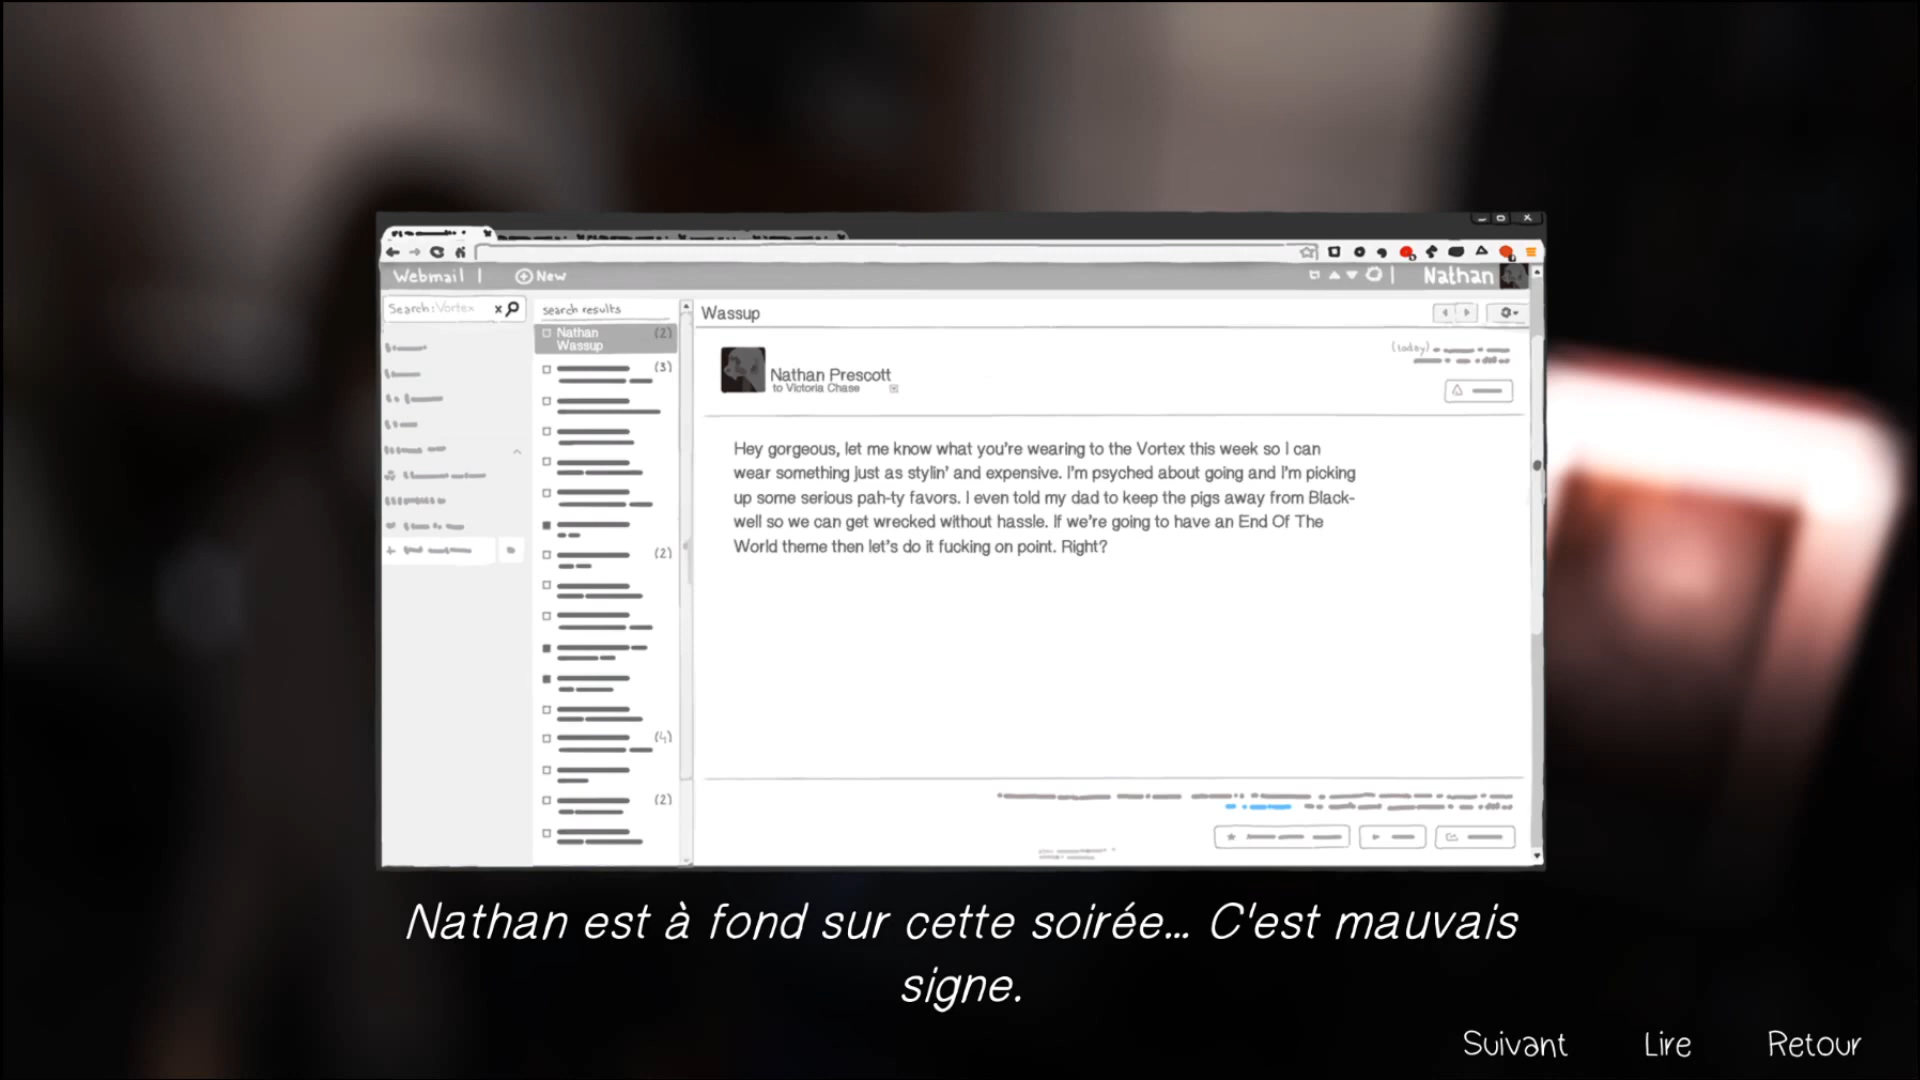 Webmail |
New
Nathan
Search: Vortex x
search results
Nathan (2)
Wassup
(3)
(2)
(4)
(2)
Wassup
(today)
Nathan Prescott
to Victoria Chase
Hey gorgeous, let me know what you're wearing to the Vortex this week so I can
wear something just as stylin' and expensive. I'm psyched about going and I'm picking
up some serious pah-ty favors. I even told my dad to keep the pigs away from Black-
well so we can get wrecked without hassle. If we're going to have an End Of The
World theme then let's do it fucking on point. Right?
Nathan est à fond sur cette soirée... C'est mauvais
signe.
Suivant
Lire
Retour